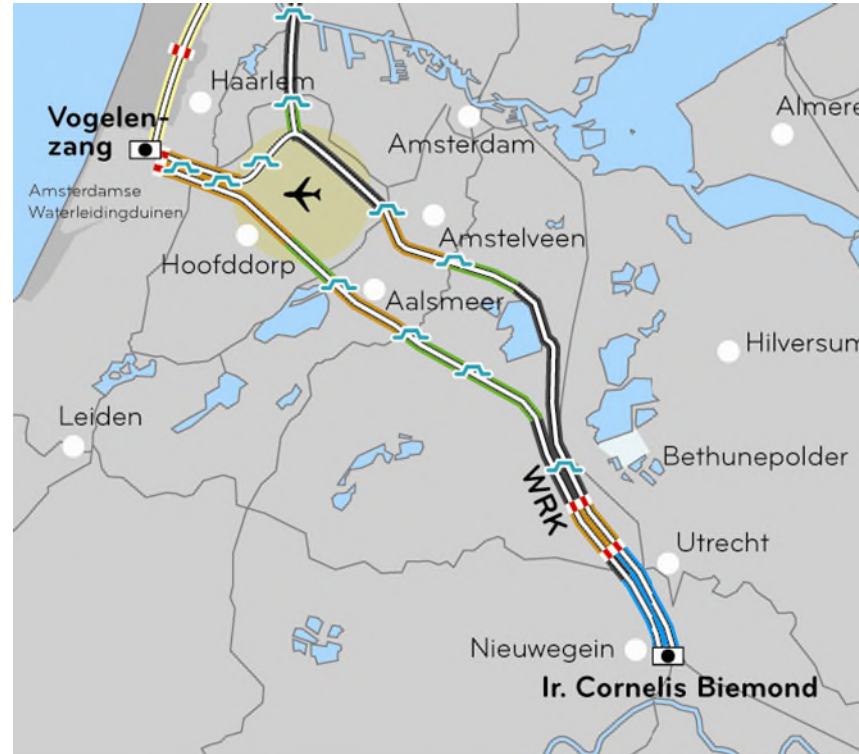 Haarlem
Almere
Vogelen-
zang
Amsterdam
Amsterdamse
Waterleidingduinen
Amstelveen
Hoofddorp
Aalsmeer
Hilversum
Leiden
Bethunepolder
WRK
Utrecht
Nieuwegein
Ir. Cornelis Biemond